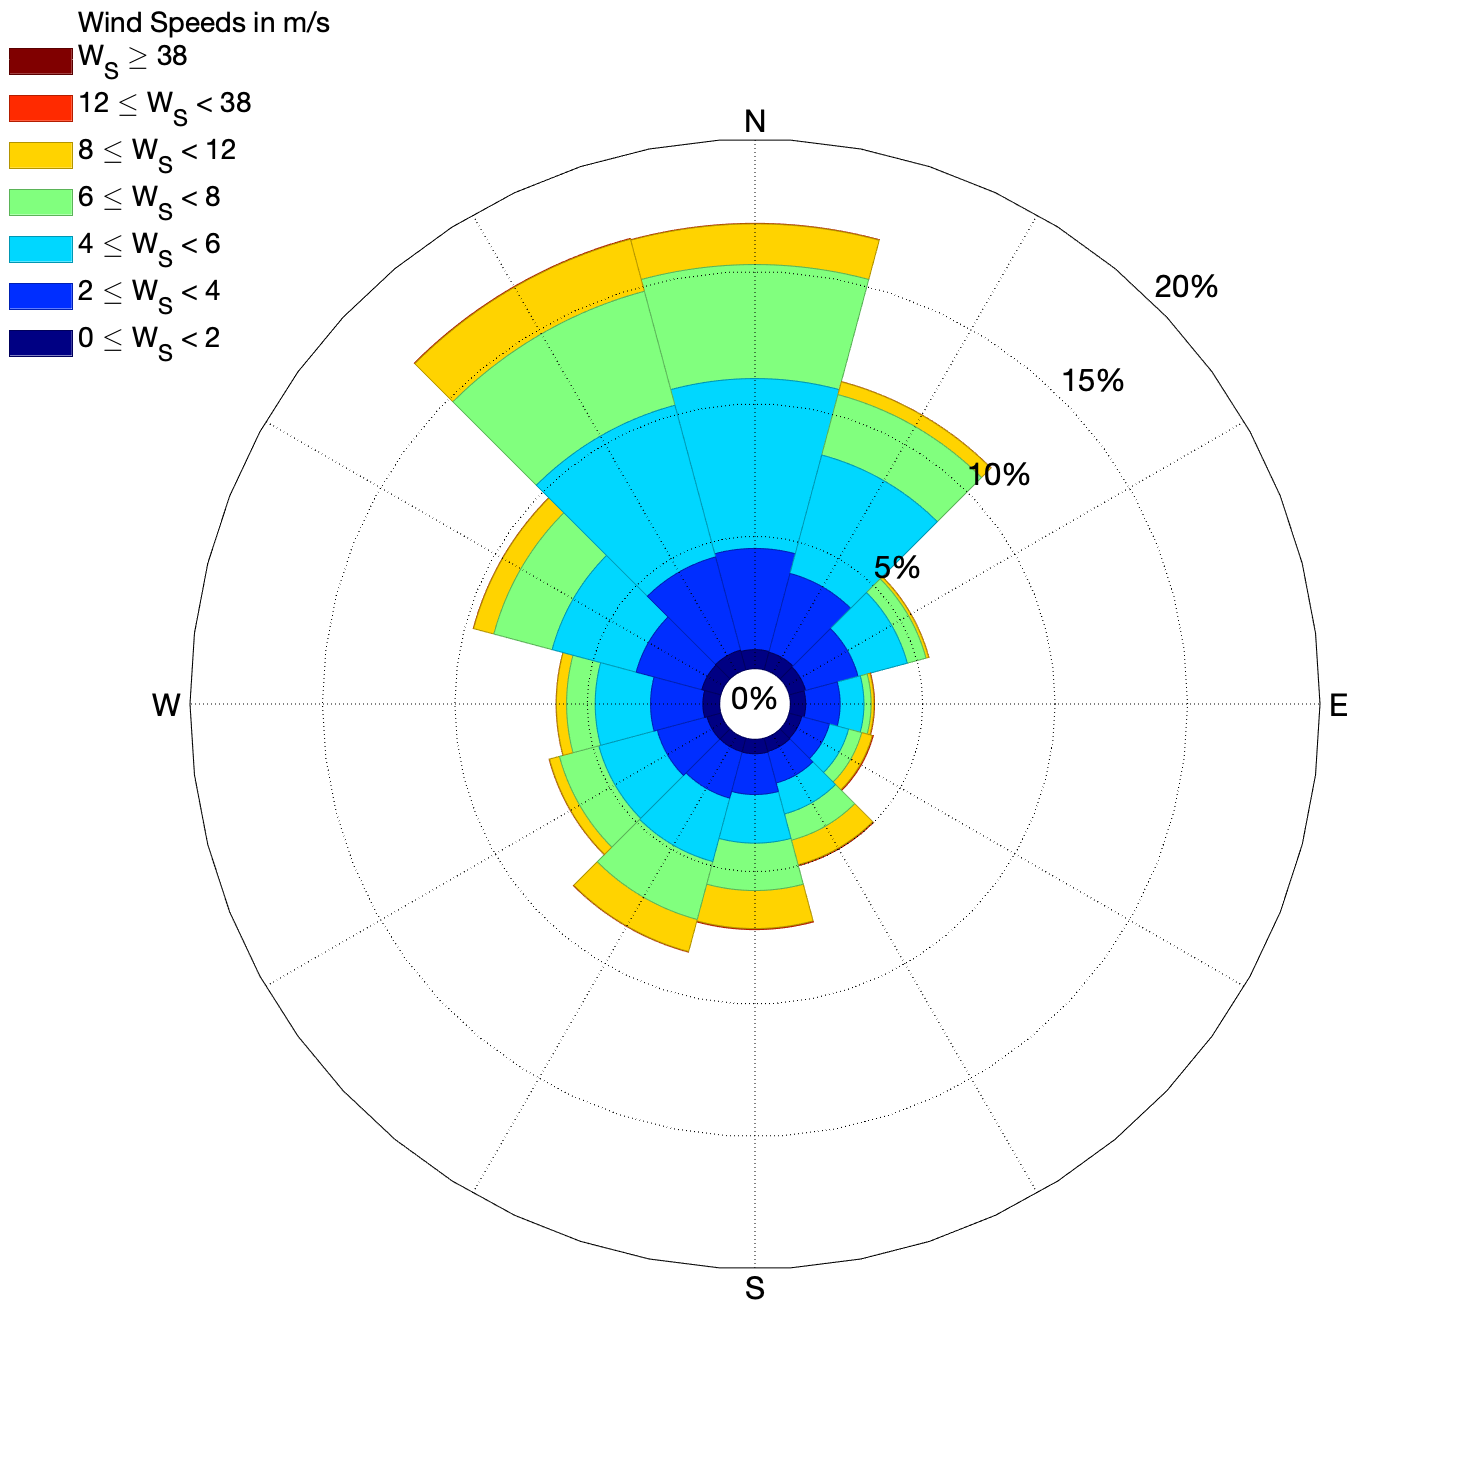 Wind Speeds in m/s
W_S ≥ 38
12 ≤ W_S < 38
8 ≤ W_S < 12
6 ≤ W_S < 8
4 ≤ W_S < 6
2 ≤ W_S < 4
0 ≤ W_S < 2
N
20%
15%
10%
5%
W
0%
E
S